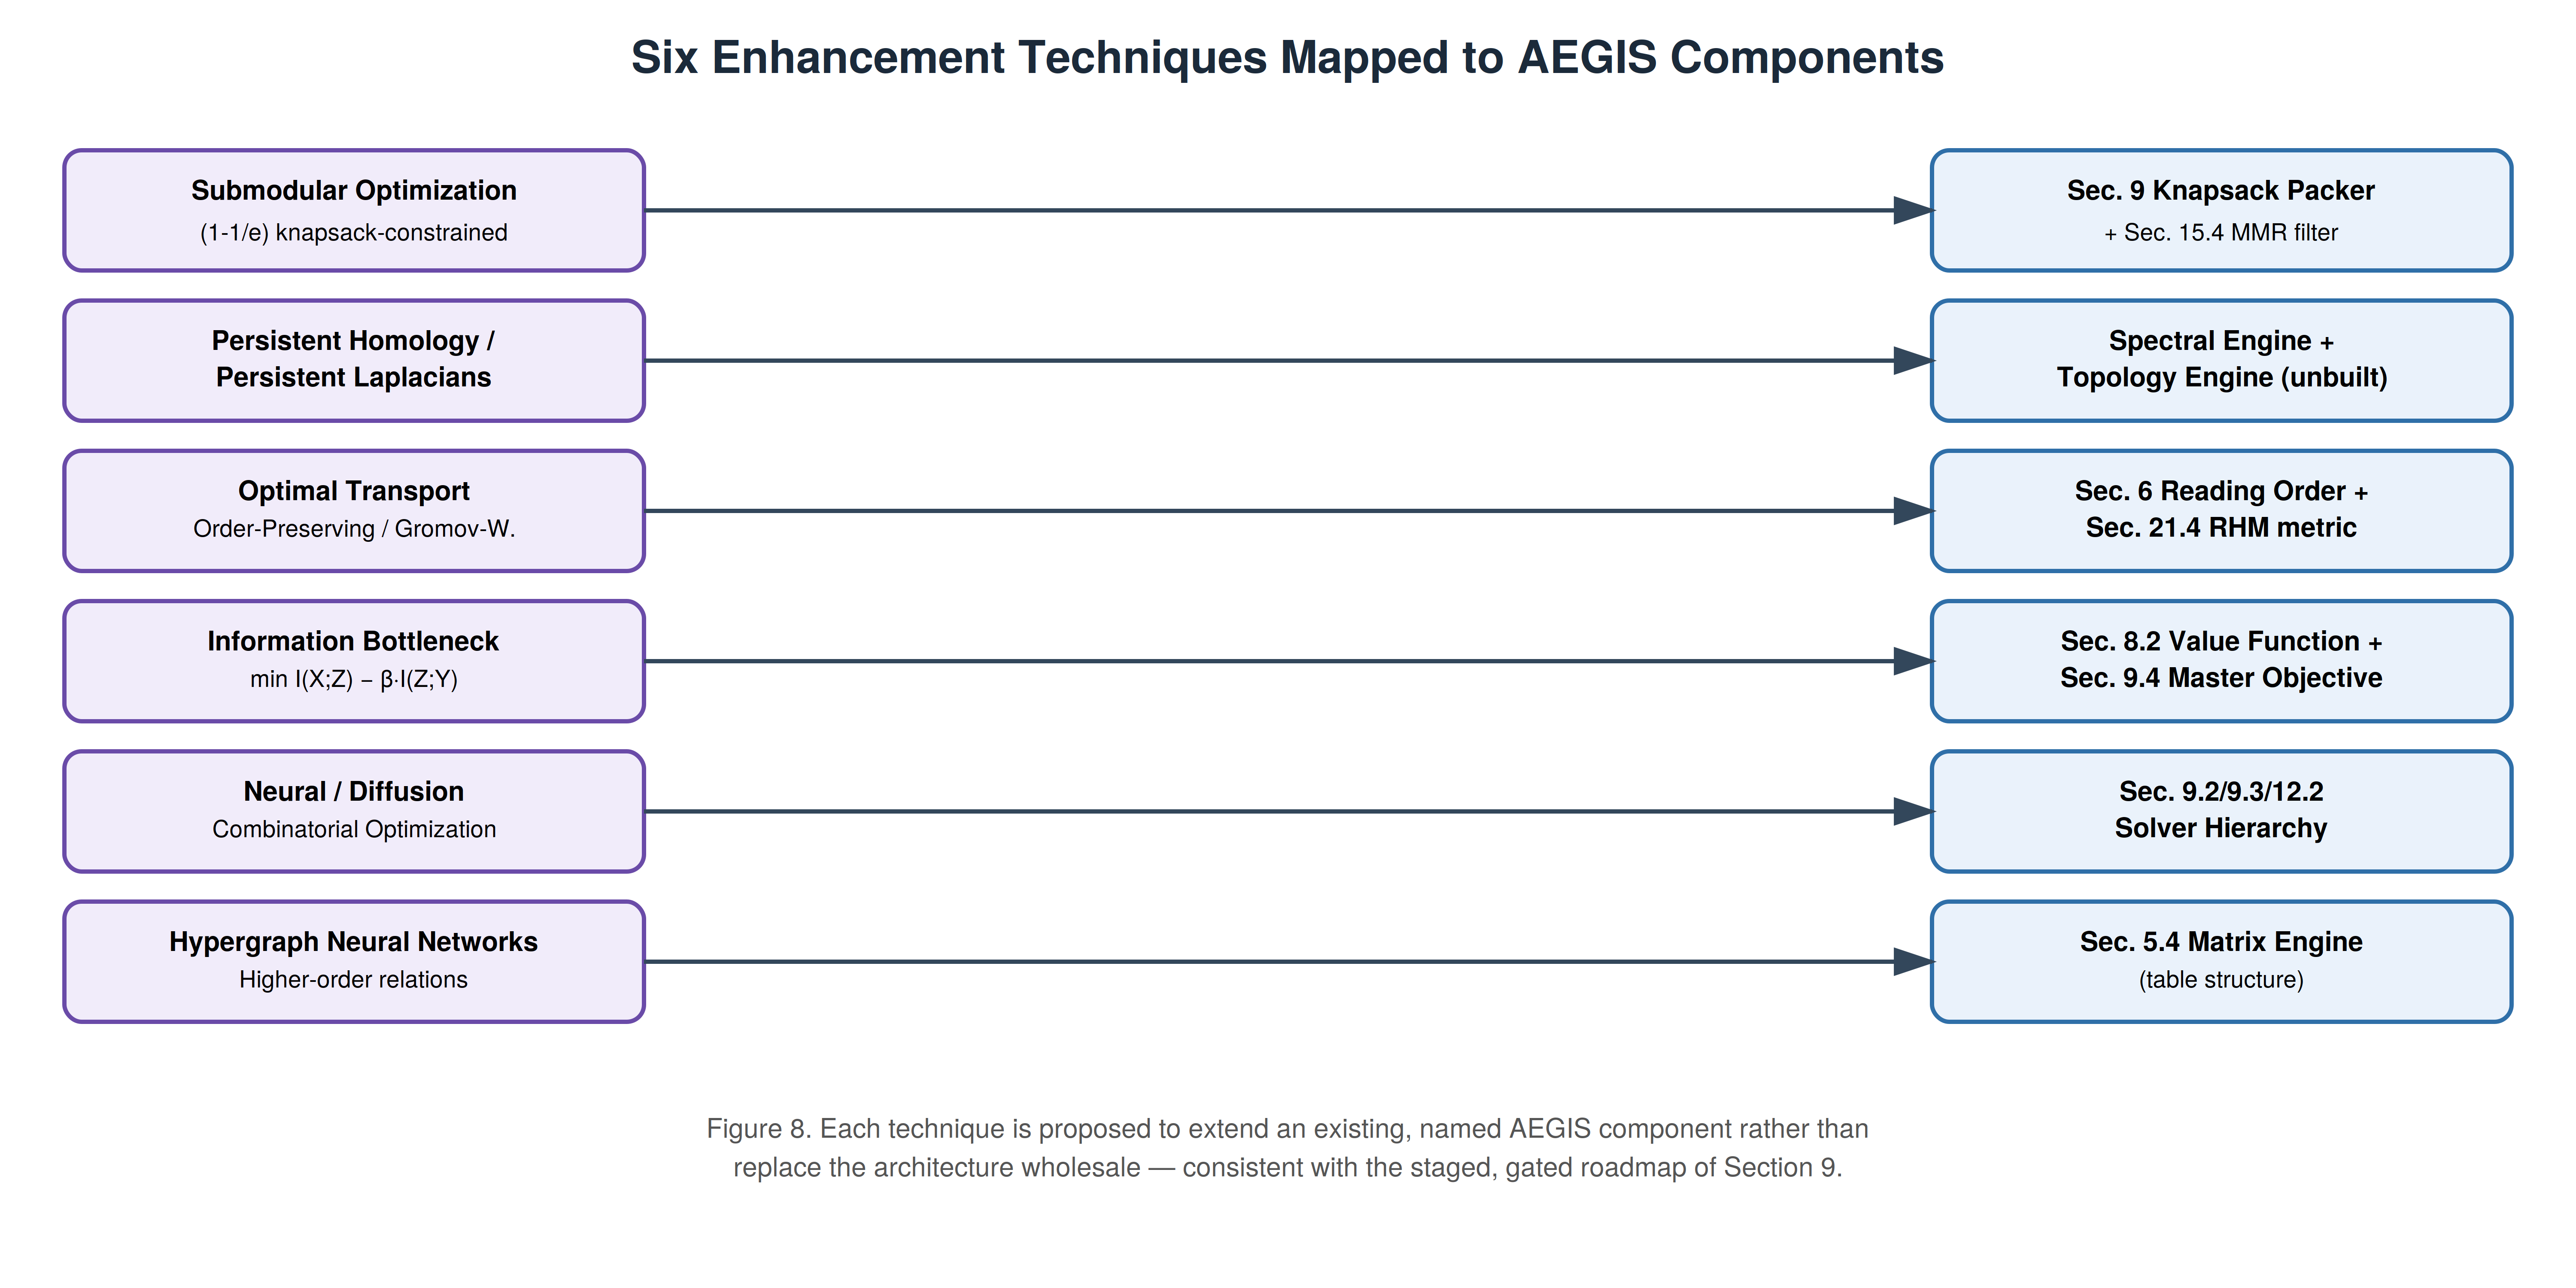 Six Enhancement Techniques Mapped to AEGIS Components
Submodular Optimization
(1-1/e) knapsack-constrained
Sec. 9 Knapsack Packer
+ Sec. 15.4 MMR filter
Persistent Homology /
Persistent Laplacians
Spectral Engine +
Topology Engine (unbuilt)
Optimal Transport
Order-Preserving / Gromov-W.
Sec. 6 Reading Order +
Sec. 21.4 RHM metric
Information Bottleneck
min I(X;Z) − β·I(Z;Y)
Sec. 8.2 Value Function +
Sec. 9.4 Master Objective
Neural / Diffusion
Combinatorial Optimization
Sec. 9.2/9.3/12.2
Solver Hierarchy
Hypergraph Neural Networks
Higher-order relations
Sec. 5.4 Matrix Engine
(table structure)
Figure 8. Each technique is proposed to extend an existing, named AEGIS component rather than
replace the architecture wholesale — consistent with the staged, gated roadmap of Section 9.